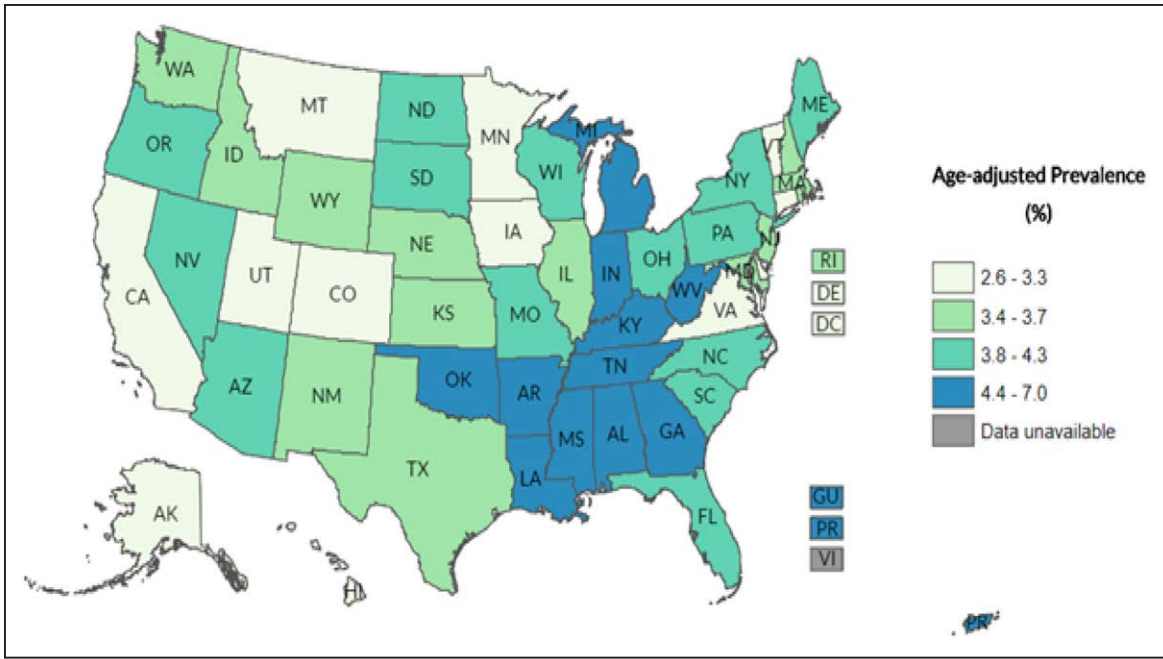 WA
MT
ND
MN
ME
OR
ID
SD
WI
MI
VT
NY
MA
WY
NE
IA
PA
NJ
NV
UT
CO
KS
IL
IN
OH
MD
CA
MO
KY
WV
VA
AZ
NM
OK
AR
TN
NC
SC
TX
LA
MS
AL
GA
FL
AK
HI
RI
DE
DC
GU
PR
VI
PR
Age-adjusted Prevalence
(%)
2.6 - 3.3
3.4 - 3.7
3.8 - 4.3
4.4 - 7.0
Data unavailable